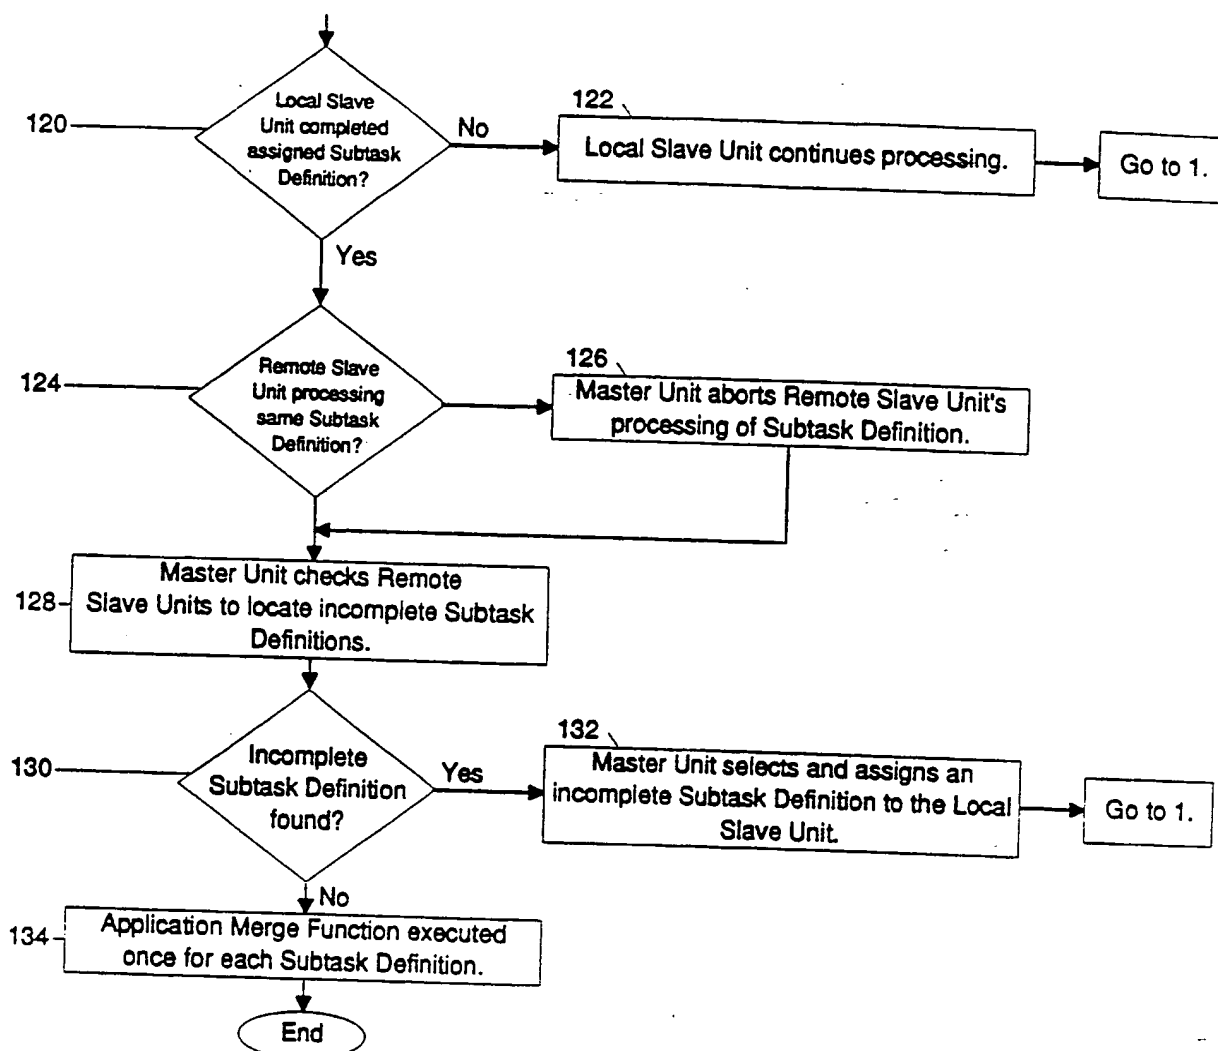 120
Local Slave
Unit completed
assigned Subtask
Definition?
No
122
Local Slave Unit continues processing.
Go to 1.
Yes
124
Remote Slave
Unit processing
same Subtask
Definition?
126
Master Unit aborts Remote Slave Unit's
processing of Subtask Definition.
128
Master Unit checks Remote
Slave Units to locate incomplete Subtask
Definitions.
130
Incomplete
Subtask Definition
found?
Yes
132
Master Unit selects and assigns an
incomplete Subtask Definition to the Local
Slave Unit.
Go to 1.
No
134
Application Merge Function executed
once for each Subtask Definition.
End